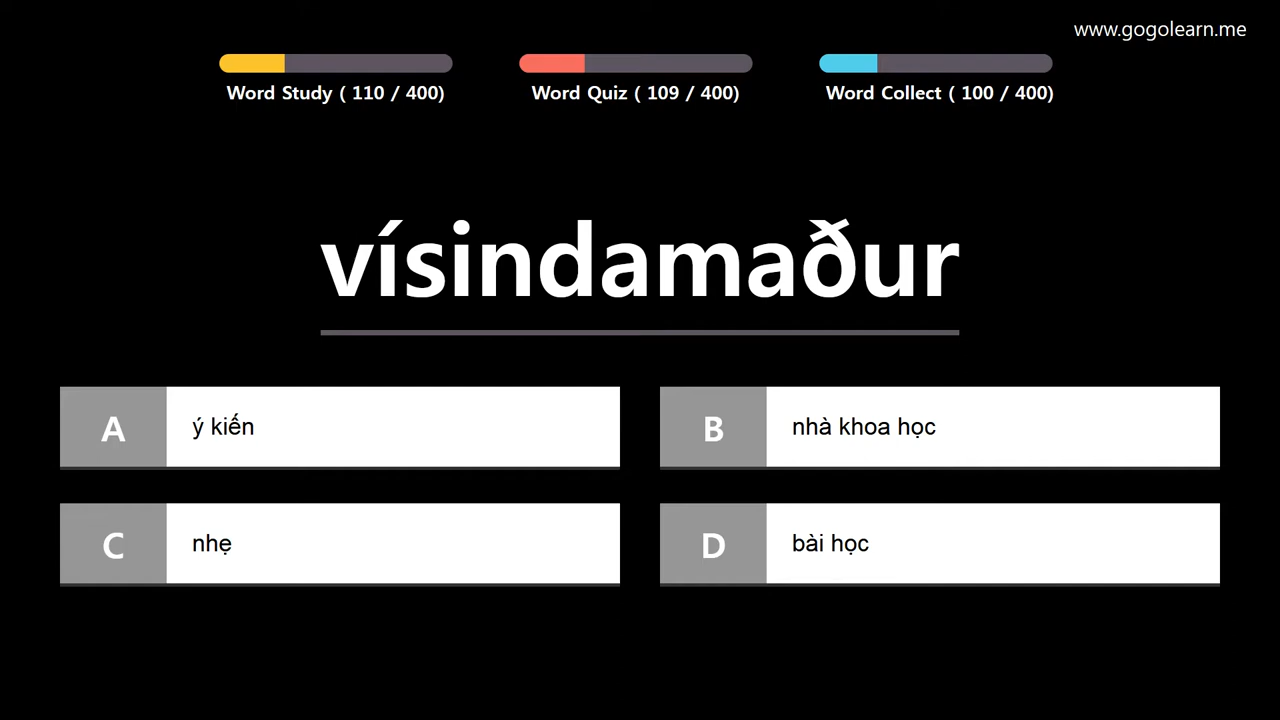 www.gogolearn.me
Word Study ( 110 / 400)
Word Quiz ( 109 / 400)
Word Collect ( 100 / 400)
vísindamaður
A
ý kiến
B
nhà khoa học
C
nhẹ
D
bài học